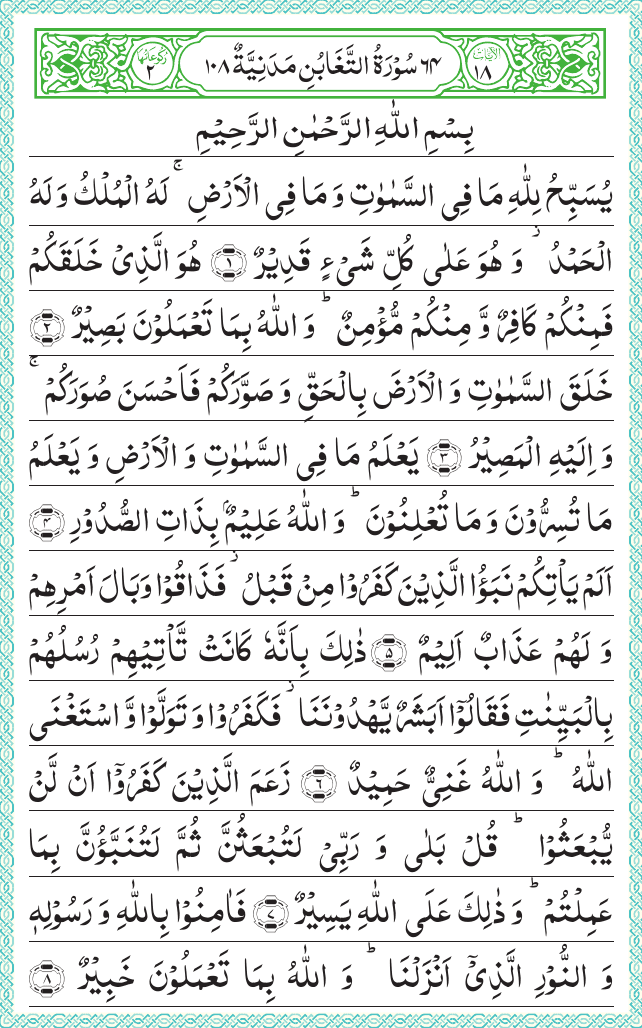 رُكُوْعَاتُهَا ٢ ٦٤ سُوْرَةُ التَّغَابُنِ مَدَنِيَّةٌ ١٠٨ اٰيَاتُهَا ١٨
بِسْمِ اللّٰهِ الرَّحْمٰنِ الرَّحِيْمِ
يُسَبِّحُ لِلّٰهِ مَا فِى السَّمٰوٰتِ وَ مَا فِى الْاَرْضِ ۚ لَهُ الْمُلْكُ وَ لَهُ
الْحَمْدُ ؗ وَ هُوَ عَلٰى كُلِّ شَىْءٍ قَدِيْرٌ ﴿١﴾ هُوَ الَّذِىْ خَلَقَكُمْ
فَمِنْكُمْ كَافِرٌ وَّ مِنْكُمْ مُّؤْمِنٌ ؕ وَ اللّٰهُ بِمَا تَعْمَلُوْنَ بَصِيْرٌ ﴿٢﴾
خَلَقَ السَّمٰوٰتِ وَ الْاَرْضَ بِالْحَقِّ وَ صَوَّرَكُمْ فَاَحْسَنَ صُوَرَكُمْ ۚ
وَ اِلَيْهِ الْمَصِيْرُ ﴿٣﴾ يَعْلَمُ مَا فِى السَّمٰوٰتِ وَ الْاَرْضِ وَ يَعْلَمُ
مَا تُسِرُّوْنَ وَ مَا تُعْلِنُوْنَ ؕ وَ اللّٰهُ عَلِيْمٌۢ بِذَاتِ الصُّدُوْرِ ﴿٤﴾
اَلَمْ يَاْتِكُمْ نَبَؤُا الَّذِيْنَ كَفَرُوْا مِنْ قَبْلُ ؗ فَذَاقُوْا وَبَالَ اَمْرِهِمْ
وَ لَهُمْ عَذَابٌ اَلِيْمٌ ﴿٥﴾ ذٰلِكَ بِاَنَّهٗ كَانَتْ تَّاْتِيْهِمْ رُسُلُهُمْ
بِالْبَيِّنٰتِ فَقَالُوْۤا اَبَشَرٌ يَّهْدُوْنَنَا ؗ فَكَفَرُوْا وَ تَوَلَّوْا وَّ اسْتَغْنَى
اللّٰهُ ؕ وَ اللّٰهُ غَنِىٌّ حَمِيْدٌ ﴿٦﴾ زَعَمَ الَّذِيْنَ كَفَرُوْۤا اَنْ لَّنْ
يُّبْعَثُوْا ؕ قُلْ بَلٰى وَ رَبِّىْ لَتُبْعَثُنَّ ثُمَّ لَتُنَبَّؤُنَّ بِمَا
عَمِلْتُمْ ؕ وَ ذٰلِكَ عَلَى اللّٰهِ يَسِيْرٌ ﴿٧﴾ فَاٰمِنُوْا بِاللّٰهِ وَ رَسُوْلِهٖ
وَ النُّوْرِ الَّذِىْۤ اَنْزَلْنَا ؕ وَ اللّٰهُ بِمَا تَعْمَلُوْنَ خَبِيْرٌ ﴿٨﴾